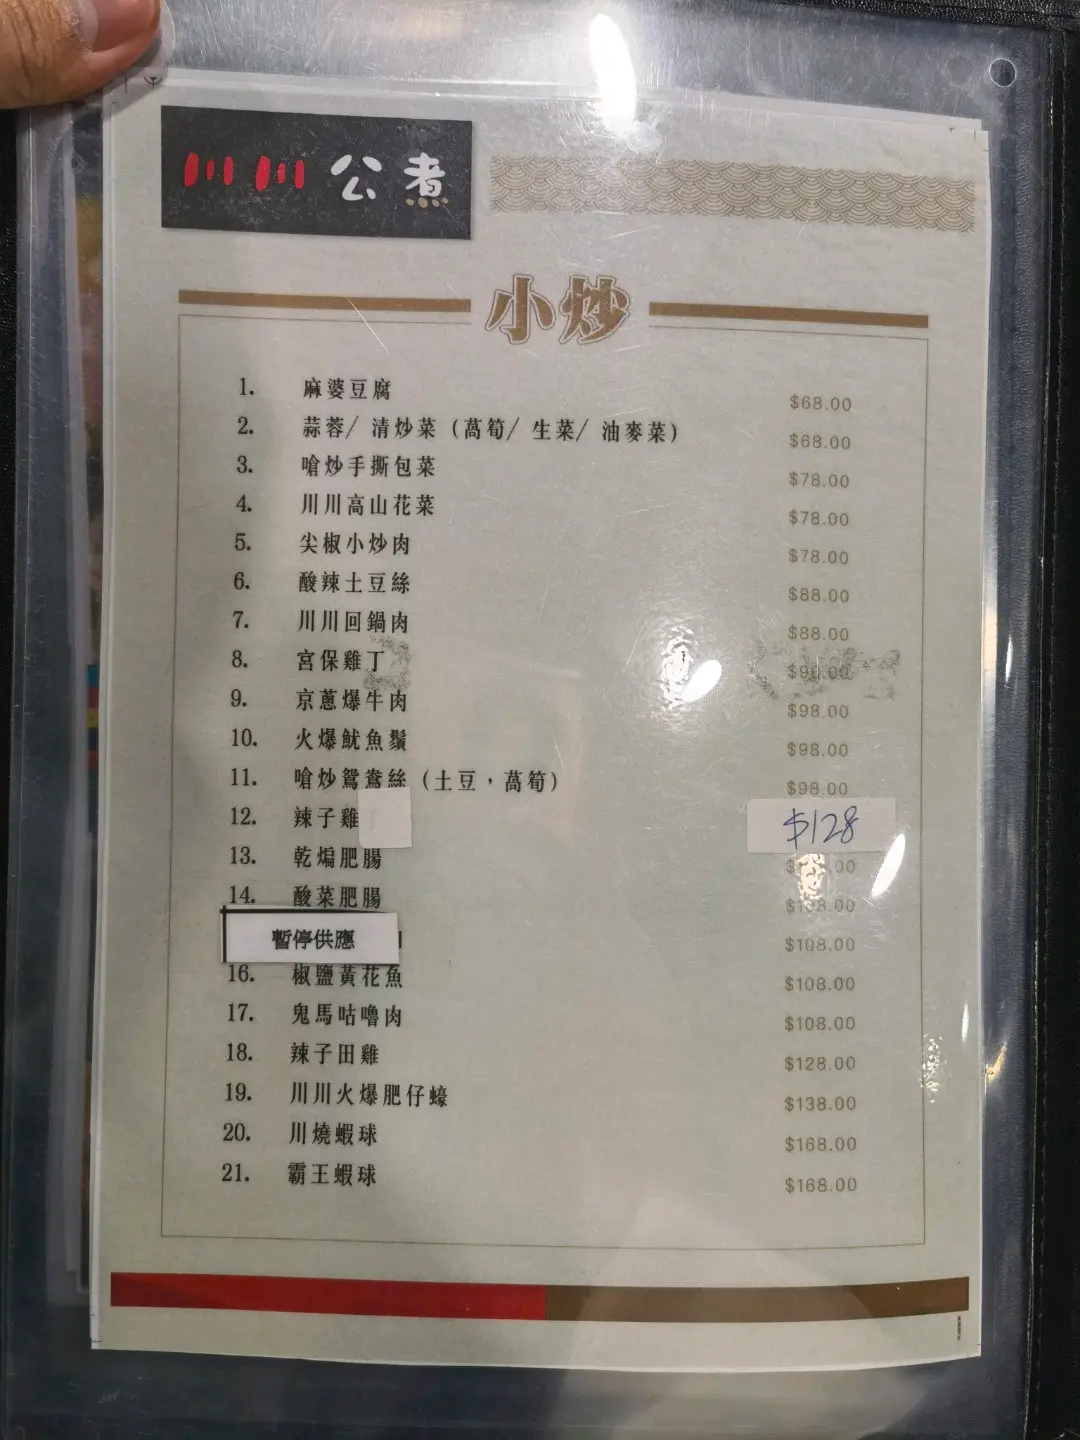 川川公煮
小炒
1. 麻婆豆腐 $68.00
2. 蒜蓉/ 清炒菜 (萵筍/ 生菜/ 油麥菜) $68.00
3. 嗆炒手撕包菜 $78.00
4. 川川高山花菜 $78.00
5. 尖椒小炒肉 $78.00
6. 酸辣土豆絲 $88.00
7. 川川回鍋肉 $88.00
8. 宮保雞丁
9. 京蔥爆牛肉 $98.00
10. 火爆魷魚鬚 $98.00
11. 嗆炒鴛鴦絲 (土豆，萵筍) $98.00
12. 辣子雞 $128
13. 乾煸肥腸
14. 酸菜肥腸
暫停供應 $108.00
16. 椒鹽黃花魚 $108.00
17. 鬼馬咕嚕肉 $108.00
18. 辣子田雞 $128.00
19. 川川火爆肥仔蠔 $138.00
20. 川燒蝦球 $168.00
21. 霸王蝦球 $168.00